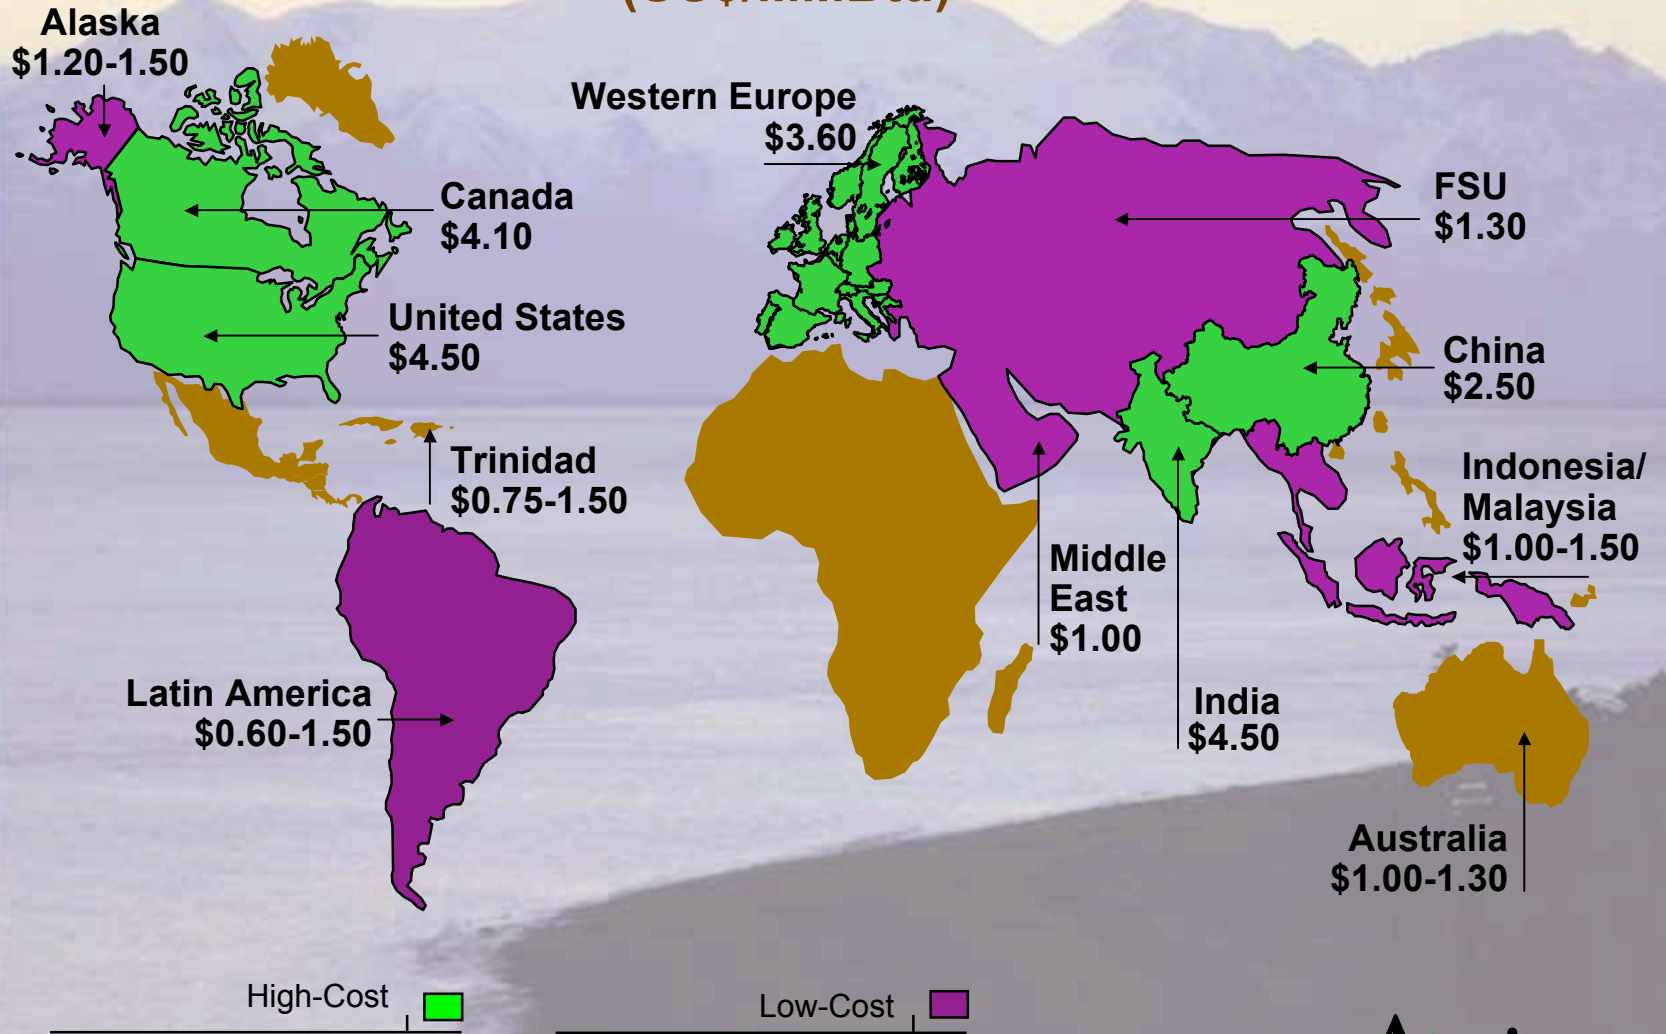 Alaska
$1.20-1.50
Western Europe
$3.60
Canada
$4.10
FSU
$1.30
United States
$4.50
China
$2.50
Trinidad
$0.75-1.50
Indonesia/
Malaysia
$1.00-1.50
Middle
East
$1.00
Latin America
$0.60-1.50
India
$4.50
Australia
$1.00-1.30
High-Cost
Low-Cost